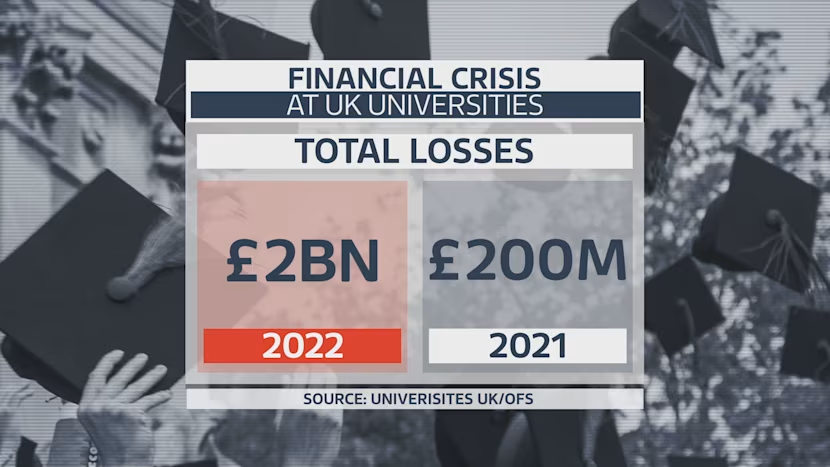 FINANCIAL CRISIS
AT UK UNIVERSITIES
TOTAL LOSSES
£2BN
£200M
2022
2021
SOURCE: UNIVERISITES UK/OFS